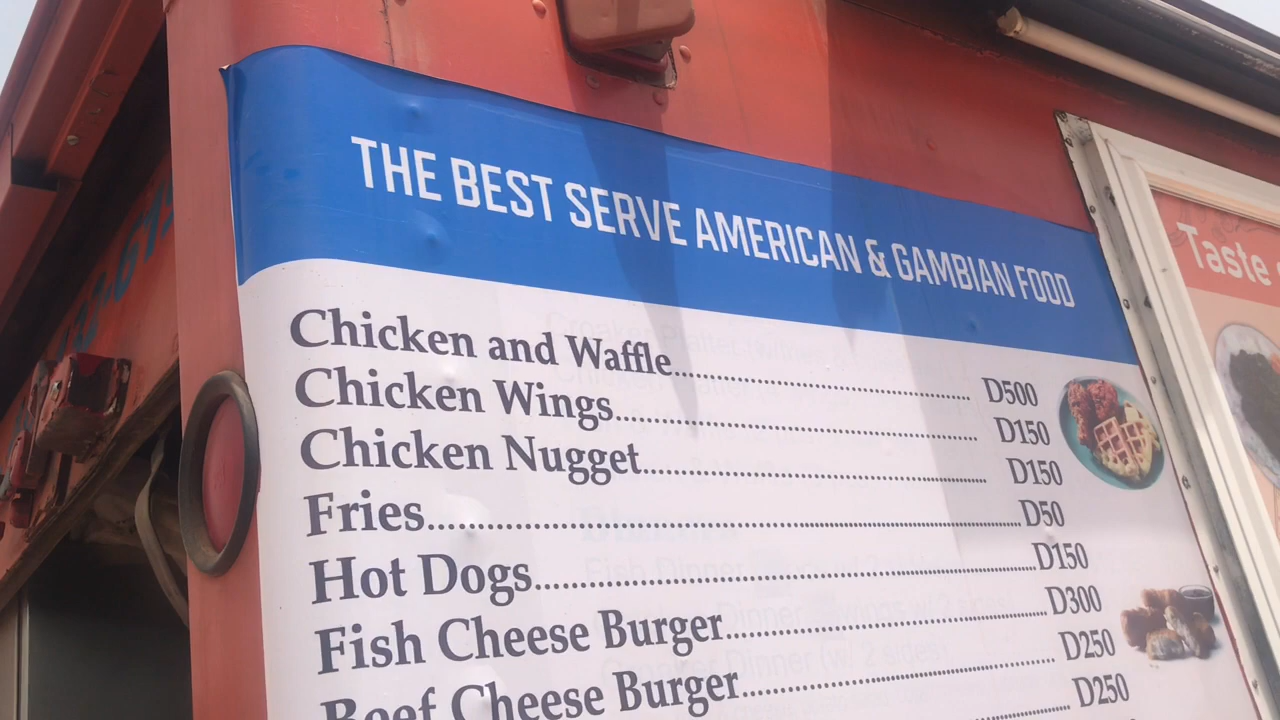 THE BEST SERVE AMERICAN & GAMBIAN FOOD
Chicken and Waffle........................ D500
Chicken Wings........................ D150
Chicken Nugget........................ D150
Fries........................D50
Hot Dogs........................D150
Fish Cheese Burger........................D300
Beef Cheese Burger........................ D250
D250
Taste